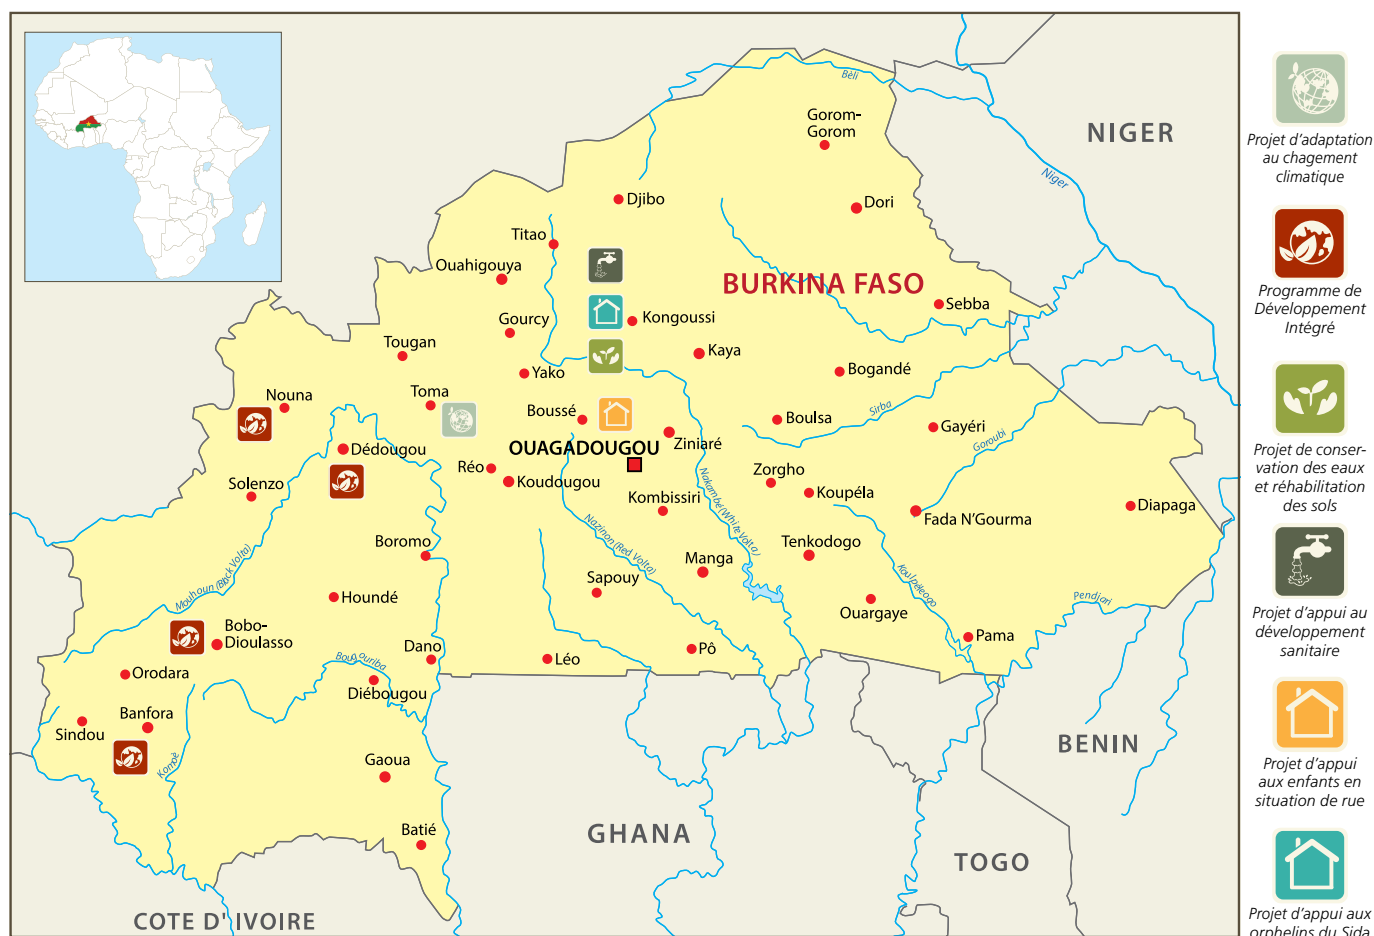 Bèli
Gorom-
Gorom
NIGER
Niger
Djibo
Dori
Titao
Ouahigouya
BURKINA FASO
Sebba
Gourcy
Kongoussi
Tougan
Kaya
Yako
Bogandé
Nouna
Toma
Boussé
Boulsa
Sirba
Gayéri
Goroubi
OUAGADOUGOU
Ziniaré
Dédougou
Réo
Koudougou
Solenzo
Zorgho
Koupéla
Kombissiri
Nakambé (White Volta)
Fada N'Gourma
Diapaga
Nazinon (Red Volta)
Boromo
Tenkodogo
Manga
Sapouy
Koulpéleogo
Mouhoun (Back Volta)
Houndé
Ouargaye
Pendjari
Bobo-
Dioulasso
Dano
Pô
Pama
Léo
Bougouriba
Orodara
Diébougou
Banfora
Sindou
Komoé
Gaoua
BENIN
Batié
GHANA
TOGO
COTE D' IVOIRE
Projet d'adaptation
au chagement
climatique
Programme de
Développement
Intégré
Projet de conser-
vation des eaux
et réhabilitation
des sols
Projet d'appui au
développement
sanitaire
Projet d'appui
aux enfants en
situation de rue
Projet d'appui aux
orphelins du Sida